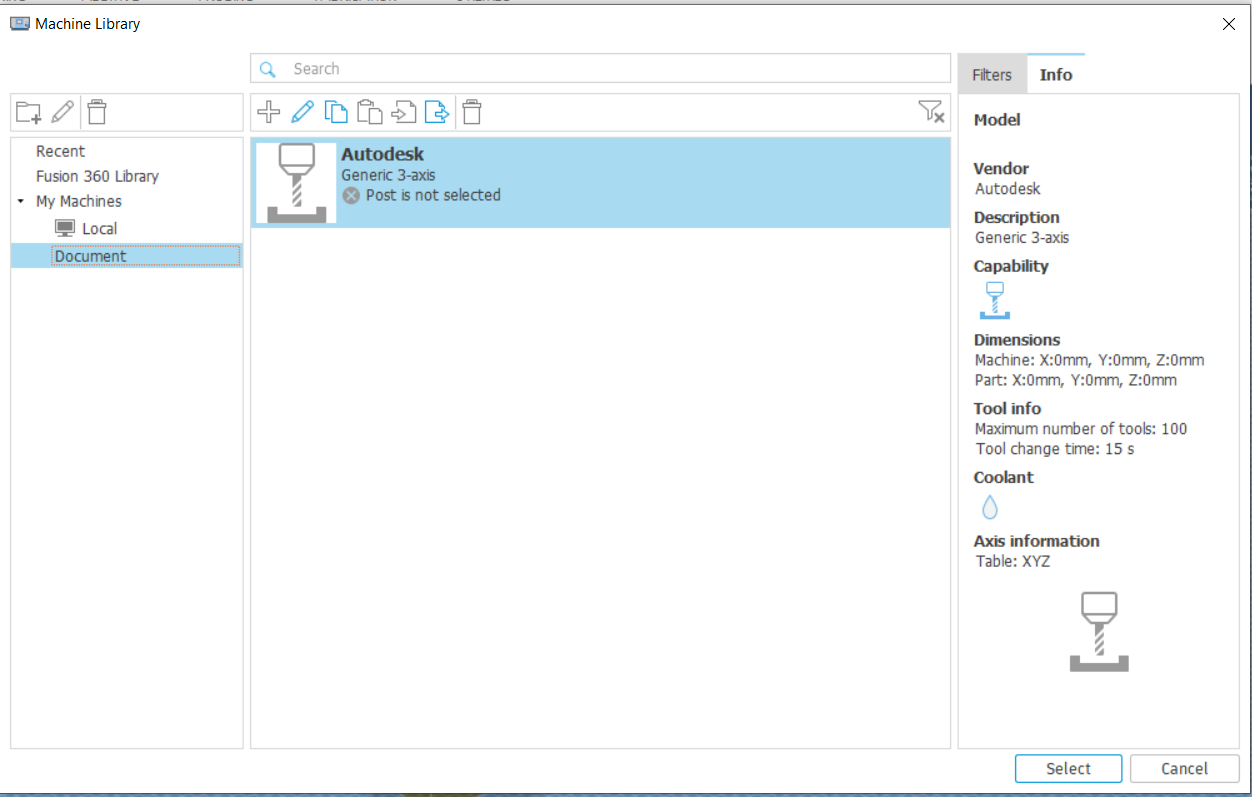 Machine Library
Search
Filters
Info
Recent
Fusion 360 Library
My Machines
Local
Document
Autodesk
Generic 3-axis
Post is not selected
Model
Vendor
Autodesk
Description
Generic 3-axis
Capability
Dimensions
Machine: X:0mm, Y:0mm, Z:0mm
Part: X:0mm, Y:0mm, Z:0mm
Tool info
Maximum number of tools: 100
Tool change time: 15 s
Coolant
Axis information
Table: XYZ
Select
Cancel